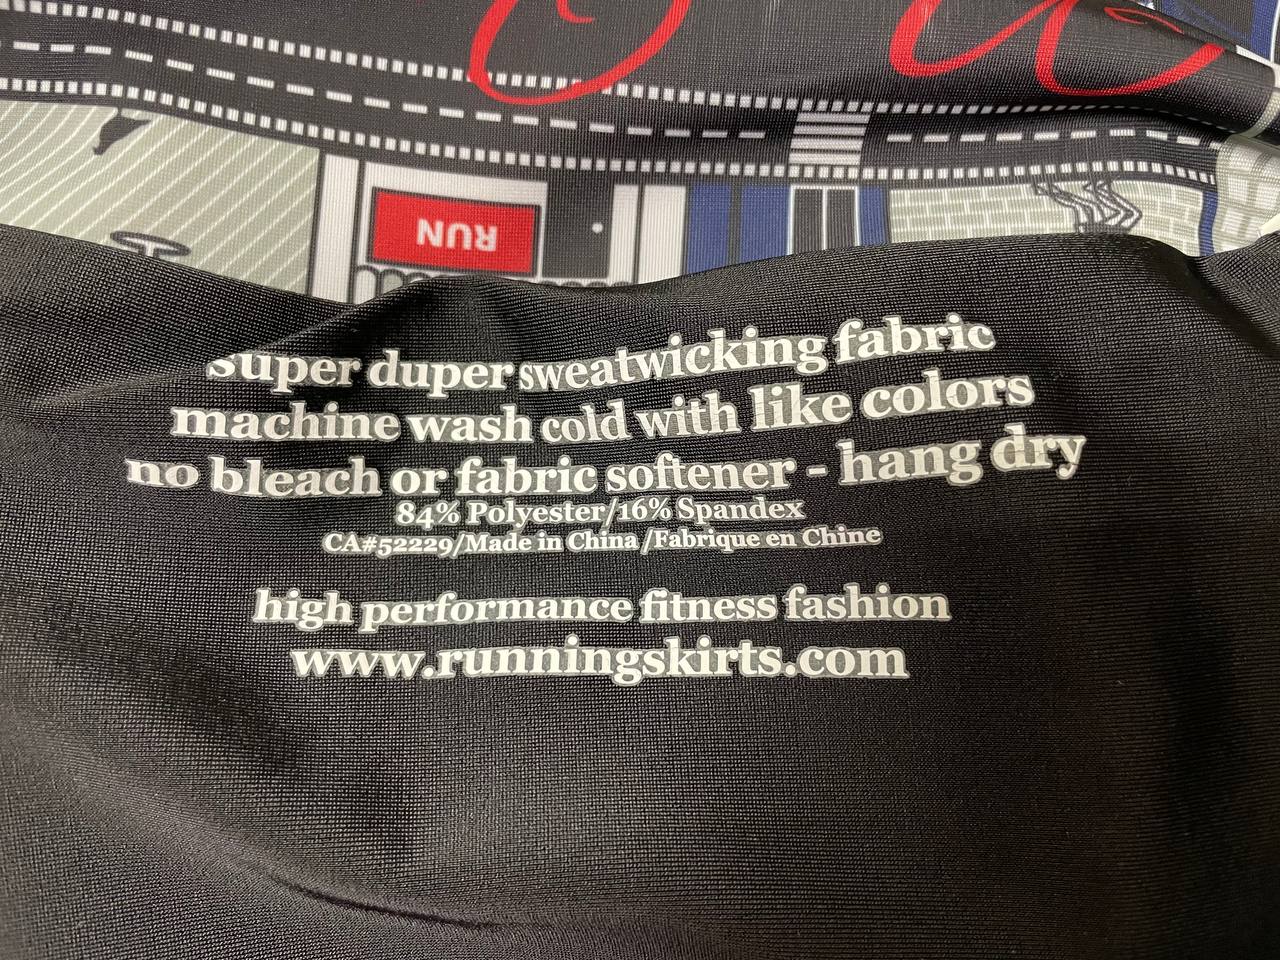 RUN
super duper sweatwicking fabric
machine wash cold with like colors
no bleach or fabric softener - hang dry
84% Polyester/16% Spandex
CA#52229/Made in China /Fabrique en Chine
high performance fitness fashion
www.runningskirts.com